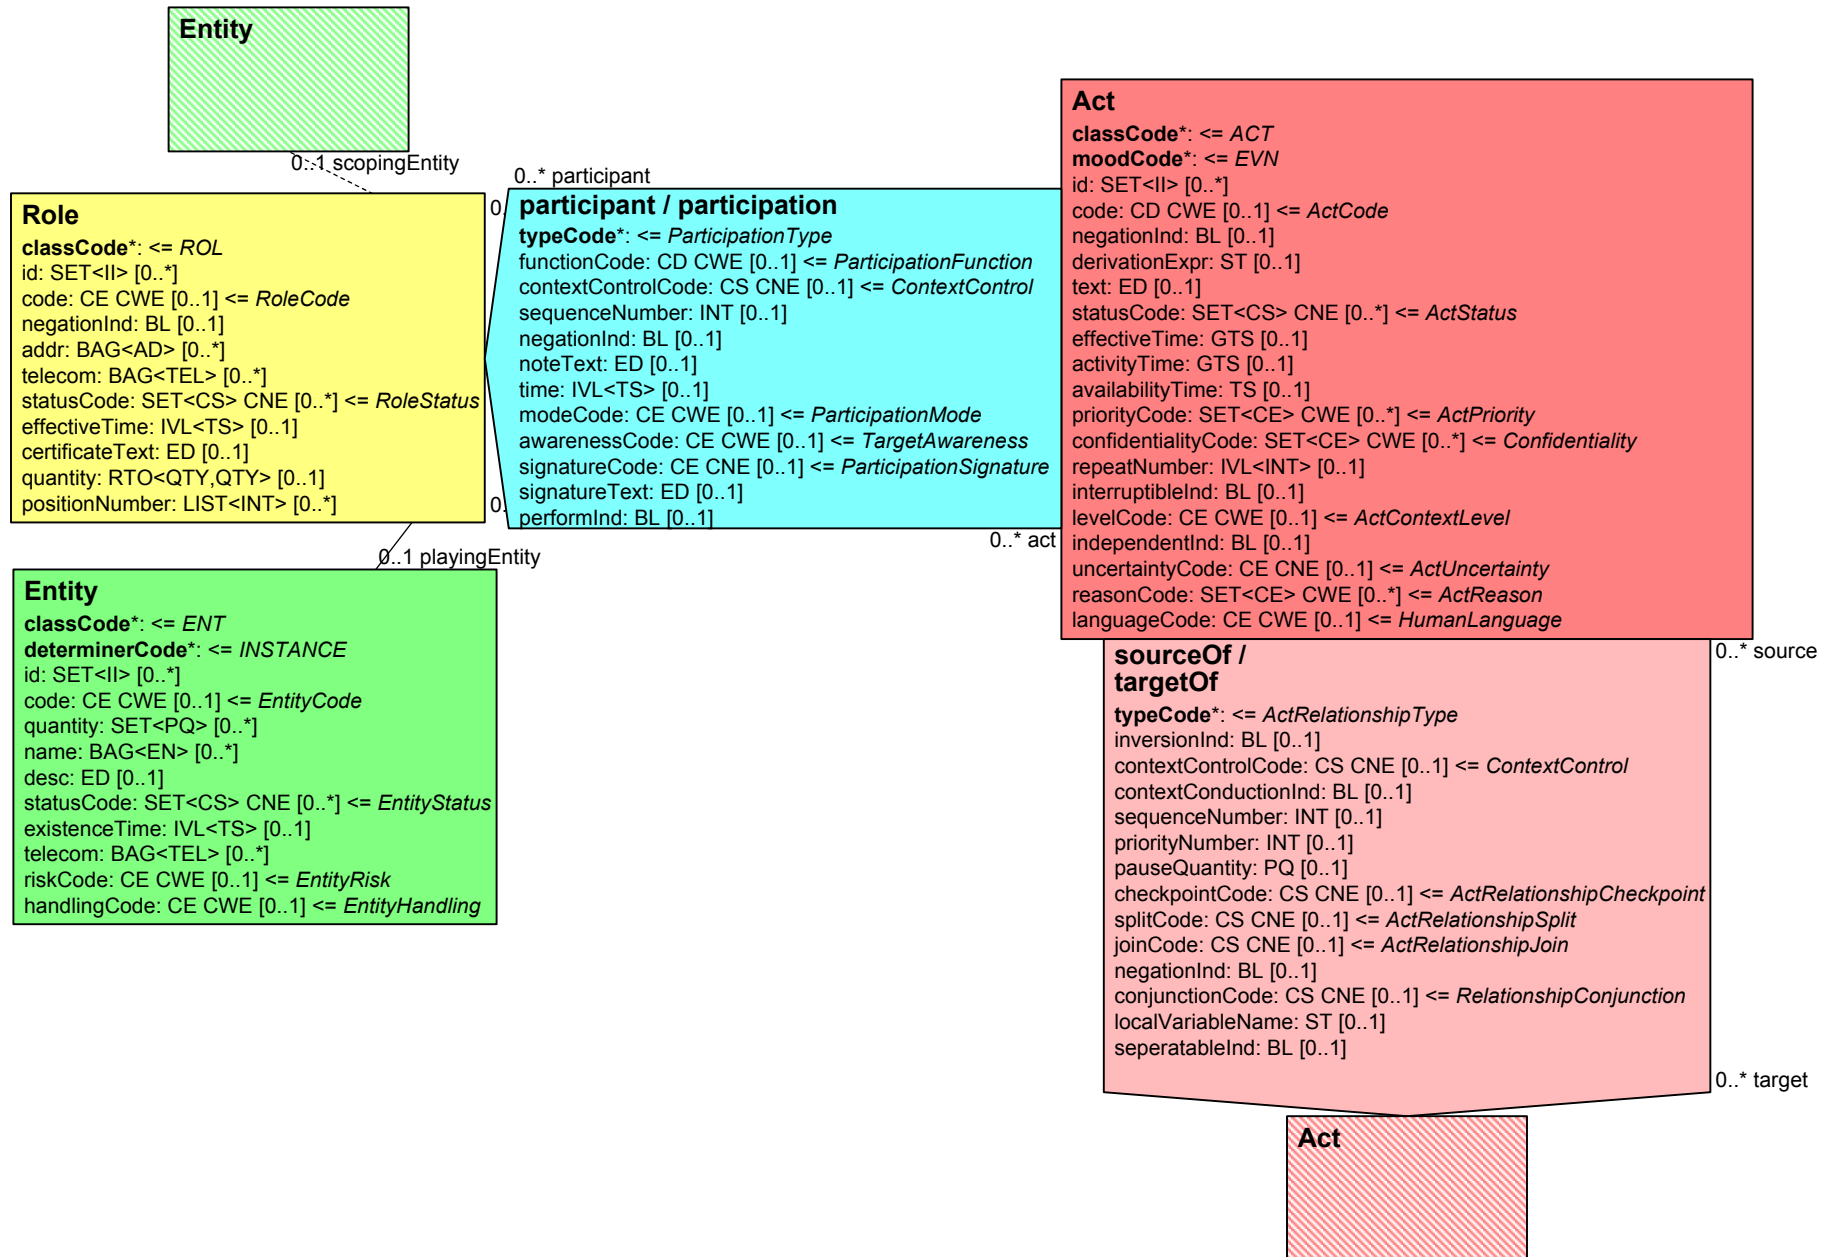 Entity
0..1 scopingEntity
Role
classCode*: <= ROL
id: SET<II> [0..*]
code: CE CWE [0..1] <= RoleCode
negationInd: BL [0..1]
addr: BAG<AD> [0..*]
telecom: BAG<TEL> [0..*]
statusCode: SET<CS> CNE [0..*] <= RoleStatus
effectiveTime: IVL<TS> [0..1]
certificateText: ED [0..1]
quantity: RTO<QTY,QTY> [0..1]
positionNumber: LIST<INT> [0..*]
0..1 playingEntity
Entity
classCode*: <= ENT
determinerCode*: <= INSTANCE
id: SET<II> [0..*]
code: CE CWE [0..1] <= EntityCode
quantity: SET<PQ> [0..*]
name: BAG<EN> [0..*]
desc: ED [0..1]
statusCode: SET<CS> CNE [0..*] <= EntityStatus
existenceTime: IVL<TS> [0..1]
telecom: BAG<TEL> [0..*]
riskCode: CE CWE [0..1] <= EntityRisk
handlingCode: CE CWE [0..1] <= EntityHandling
0..* participant
0.
participant / participation
typeCode*: <= ParticipationType
functionCode: CD CWE [0..1] <= ParticipationFunction
contextControlCode: CS CNE [0..1] <= ContextControl
sequenceNumber: INT [0..1]
negationInd: BL [0..1]
noteText: ED [0..1]
time: IVL<TS> [0..1]
modeCode: CE CWE [0..1] <= ParticipationMode
awarenessCode: CE CWE [0..1] <= TargetAwareness
signatureCode: CE CNE [0..1] <= ParticipationSignature
signatureText: ED [0..1]
performInd: BL [0..1]
0.
0..* act
Act
classCode*: <= ACT
moodCode*: <= EVN
id: SET<II> [0..*]
code: CD CWE [0..1] <= ActCode
negationInd: BL [0..1]
derivationExpr: ST [0..1]
text: ED [0..1]
statusCode: SET<CS> CNE [0..*] <= ActStatus
effectiveTime: GTS [0..1]
activityTime: GTS [0..1]
availabilityTime: TS [0..1]
priorityCode: SET<CE> CWE [0..*] <= ActPriority
confidentialityCode: SET<CE> CWE [0..*] <= Confidentiality
repeatNumber: IVL<INT> [0..1]
interruptibleInd: BL [0..1]
levelCode: CE CWE [0..1] <= ActContextLevel
independentInd: BL [0..1]
uncertaintyCode: CE CNE [0..1] <= ActUncertainty
reasonCode: SET<CE> CWE [0..*] <= ActReason
languageCode: CE CWE [0..1] <= HumanLanguage
0..* source
sourceOf /
targetOf
typeCode*: <= ActRelationshipType
inversionInd: BL [0..1]
contextControlCode: CS CNE [0..1] <= ContextControl
contextConductionInd: BL [0..1]
sequenceNumber: INT [0..1]
priorityNumber: INT [0..1]
pauseQuantity: PQ [0..1]
checkpointCode: CS CNE [0..1] <= ActRelationshipCheckpoint
splitCode: CS CNE [0..1] <= ActRelationshipSplit
joinCode: CS CNE [0..1] <= ActRelationshipJoin
negationInd: BL [0..1]
conjunctionCode: CS CNE [0..1] <= RelationshipConjunction
localVariableName: ST [0..1]
seperatableInd: BL [0..1]
0..* target
Act